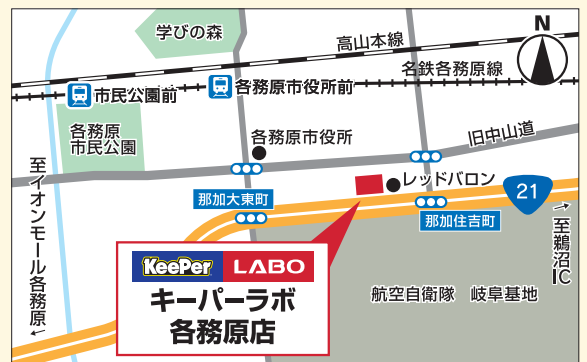 学びの森
高山本線
N
名鉄各務原線
市民公園前
各務原市役所前
各務原
市民公園
各務原市役所
旧中山道
至イオンモール各務原
那加大東町
レッドバロン
21
那加住吉町
至鵜沼IC
KeePer LABO
キーパーラボ
各務原店
航空自衛隊 岐阜基地